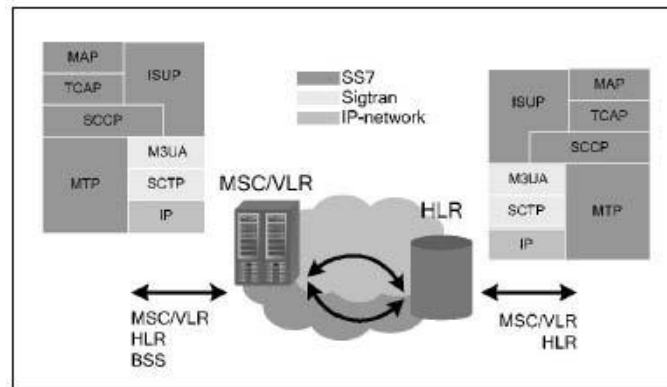 MAP
TCAP
ISUP
SCCP
MTP
M3UA
SCTP
IP
SS7
Sigtran
IP-network
MSC/VLR
HLR
ISUP
MAP
TCAP
SCCP
M3UA
SCTP
IP
MTP
MSC/VLR
HLR
BSS
MSC/VLR
HLR